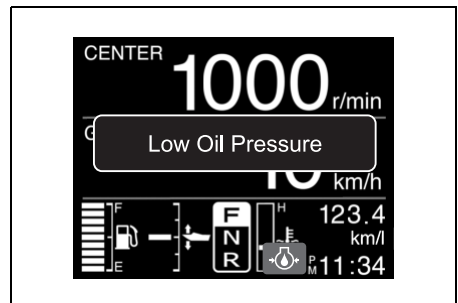 CENTER 1000 r/min
Low Oil Pressure
km/h
F F H 123.4
N km/l
E R PM 11:34